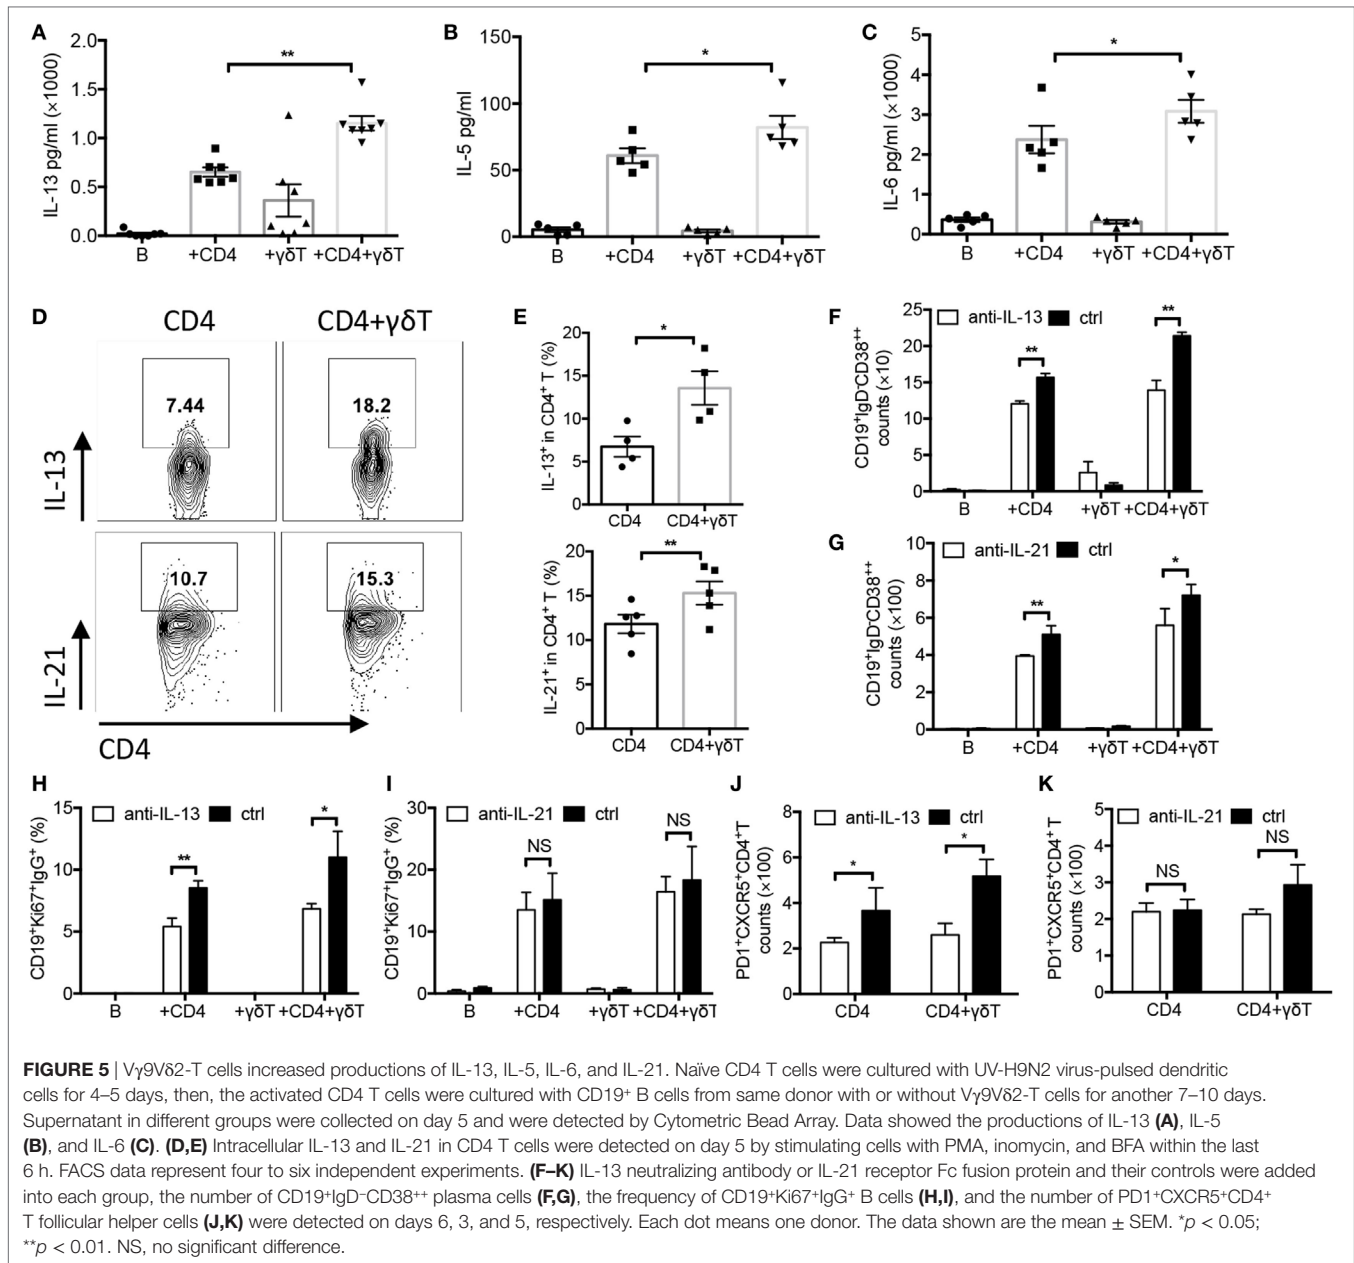 A
IL-13 pg/ml (×1000)
2.0
1.5
1.0
0.5
0.0
**
B +CD4 +γδT +CD4+γδT
B
IL-5 pg/ml
150
100
50
0
*
B +CD4 +γδT +CD4+γδT
C
IL-6 pg/ml (×1000)
5
4
3
2
1
0
*
B +CD4 +γδT +CD4+γδT
D
CD4 CD4+γδT
IL-13
7.44 18.2
IL-21
10.7 15.3
CD4
E
IL-13⁺ in CD4⁺ T (%)
20
15
10
5
0
*
CD4 CD4+γδT
IL-21⁺ in CD4⁺ T (%)
20
15
10
5
0
**
CD4 CD4+γδT
F
anti-IL-13 ctrl
CD19⁺IgD⁻CD38⁺⁺
counts (×10)
25
20
15
10
5
0
** **
B +CD4 +γδT +CD4+γδT
G
anti-IL-21 ctrl
CD19⁺IgD⁻CD38⁺⁺
counts (×100)
10
8
6
4
2
0
** *
B +CD4 +γδT +CD4+γδT
H
anti-IL-13 ctrl
CD19⁺Ki67⁺IgG⁺ (%)
15
10
5
0
** *
B +CD4 +γδT +CD4+γδT
I
anti-IL-21 ctrl
CD19⁺Ki67⁺IgG⁺ (%)
30
20
10
0
NS NS
B +CD4 +γδT +CD4+γδT
J
anti-IL-13 ctrl
PD1⁺CXCR5⁺CD4⁺T
counts (×100)
8
6
4
2
0
* *
CD4 CD4+γδT
K
anti-IL-21 ctrl
PD1⁺CXCR5⁺CD4⁺T
counts (×100)
5
4
3
2
1
0
NS NS
CD4 CD4+γδT
FIGURE 5 | Vγ9Vδ2-T cells increased productions of IL-13, IL-5, IL-6, and IL-21. Naïve CD4 T cells were cultured with UV-H9N2 virus-pulsed dendritic
cells for 4–5 days, then, the activated CD4 T cells were cultured with CD19⁺ B cells from same donor with or without Vγ9Vδ2-T cells for another 7–10 days.
Supernatant in different groups were collected on day 5 and were detected by Cytometric Bead Array. Data showed the productions of IL-13 (A), IL-5
(B), and IL-6 (C). (D,E) Intracellular IL-13 and IL-21 in CD4 T cells were detected on day 5 by stimulating cells with PMA, inomycin, and BFA within the last
6 h. FACS data represent four to six independent experiments. (F–K) IL-13 neutralizing antibody or IL-21 receptor Fc fusion protein and their controls were added
into each group, the number of CD19⁺IgD⁻CD38⁺⁺ plasma cells (F,G), the frequency of CD19⁺Ki67⁺IgG⁺ B cells (H,I), and the number of PD1⁺CXCR5⁺CD4⁺
T follicular helper cells (J,K) were detected on days 6, 3, and 5, respectively. Each dot means one donor. The data shown are the mean ± SEM. *p < 0.05;
**p < 0.01. NS, no significant difference.